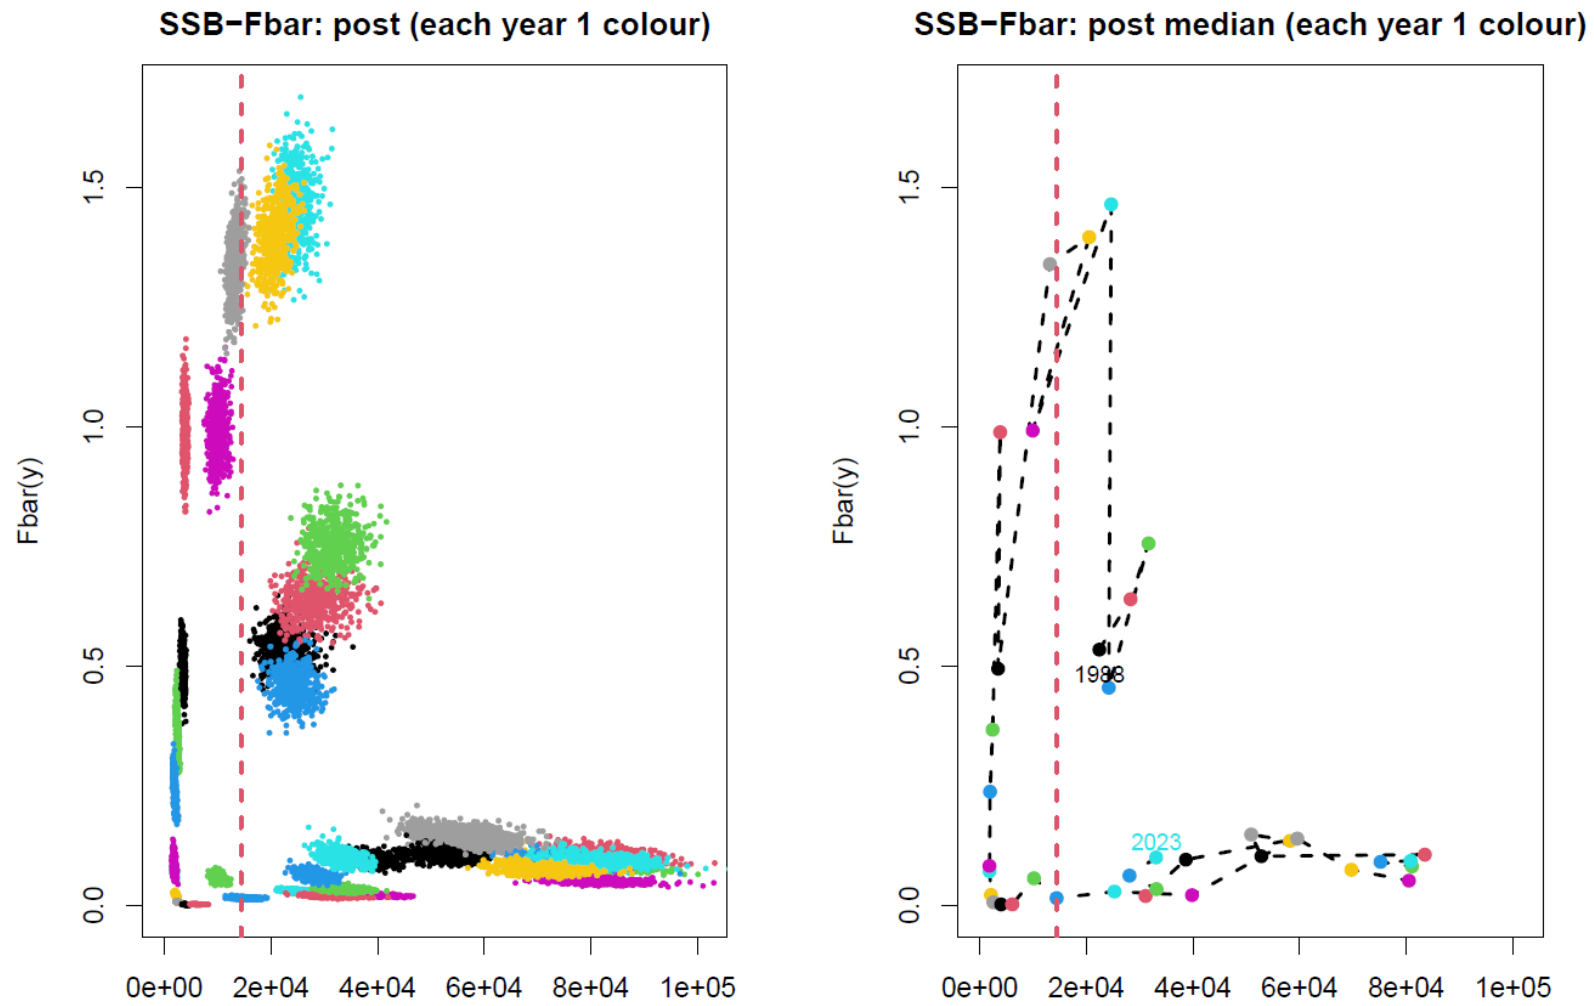 SSB−Fbar: post (each year 1 colour)
Fbar(y)
1.5
1.0
0.5
0.0
0e+00 2e+04 4e+04 6e+04 8e+04 1e+05
SSB−Fbar: post median (each year 1 colour)
Fbar(y)
1.5
1.0
0.5
0.0
1988
2023
0e+00 2e+04 4e+04 6e+04 8e+04 1e+05